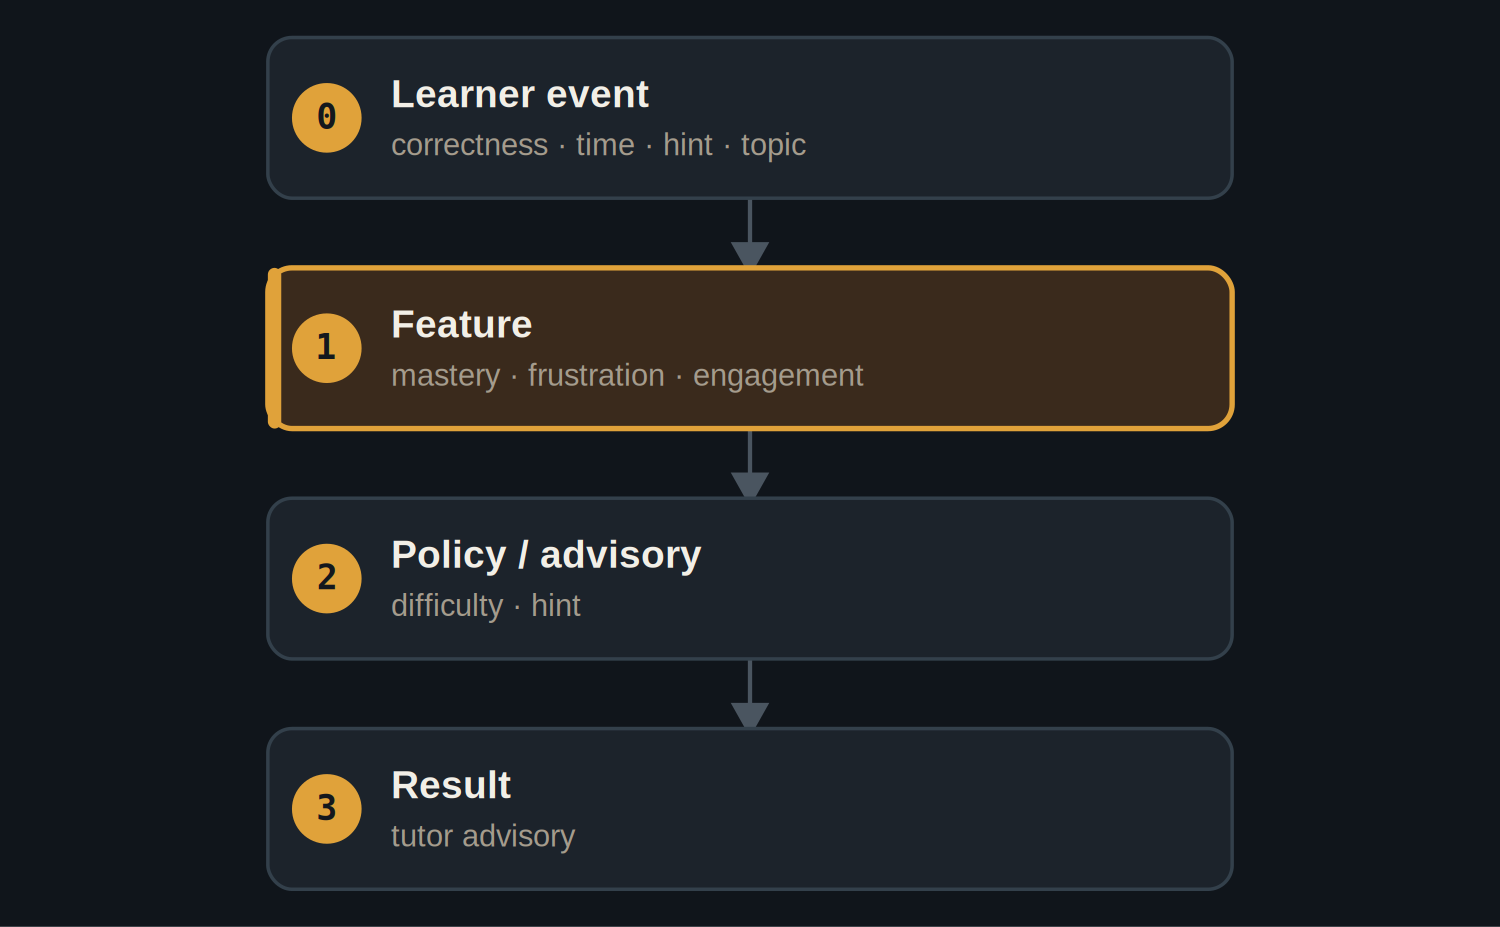 0
Learner event
correctness · time · hint · topic
1
Feature
mastery · frustration · engagement
2
Policy / advisory
difficulty · hint
3
Result
tutor advisory